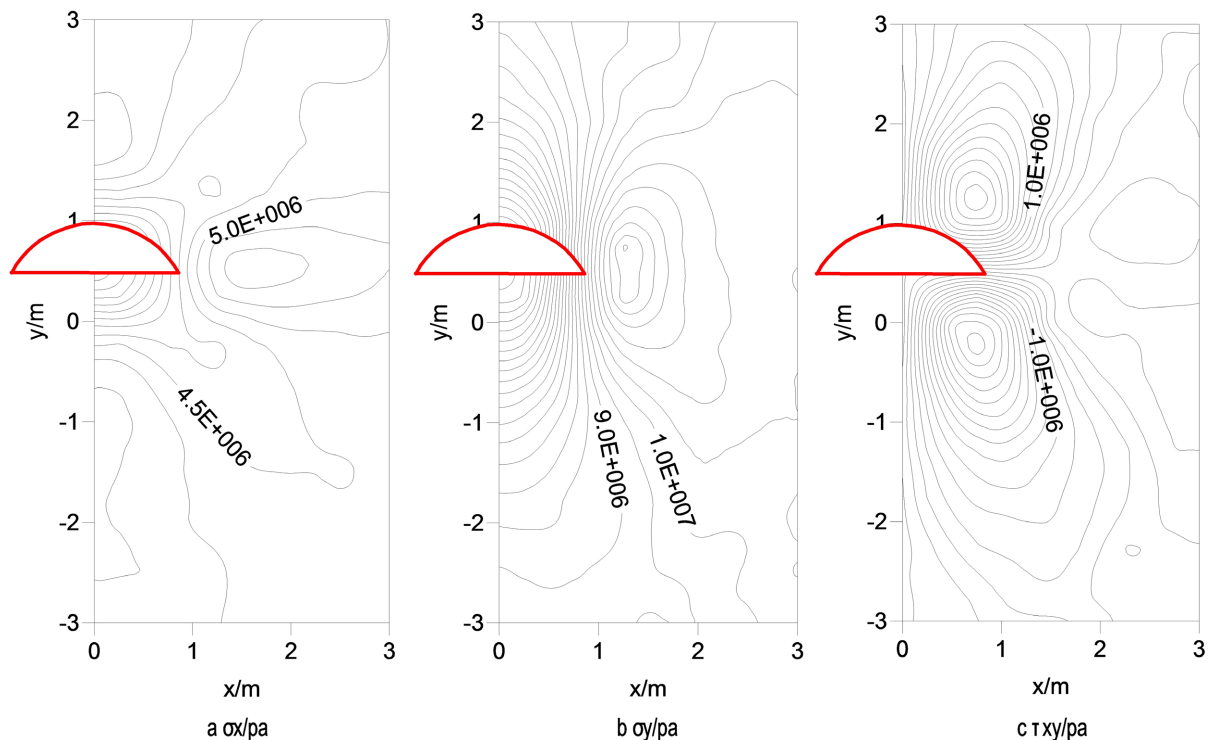 3
2
1
0
-1
-2
-3
y/m
0 1 2 3
x/m
5.0E+006
4.5E+006
a σx/pa
3
2
1
0
-1
-2
-3
y/m
0 1 2 3
x/m
9.0E+006
1.0E+007
b σy/pa
3
2
1
0
-1
-2
-3
y/m
0 1 2 3
x/m
1.0E+006
-1.0E+006
c τxy/pa